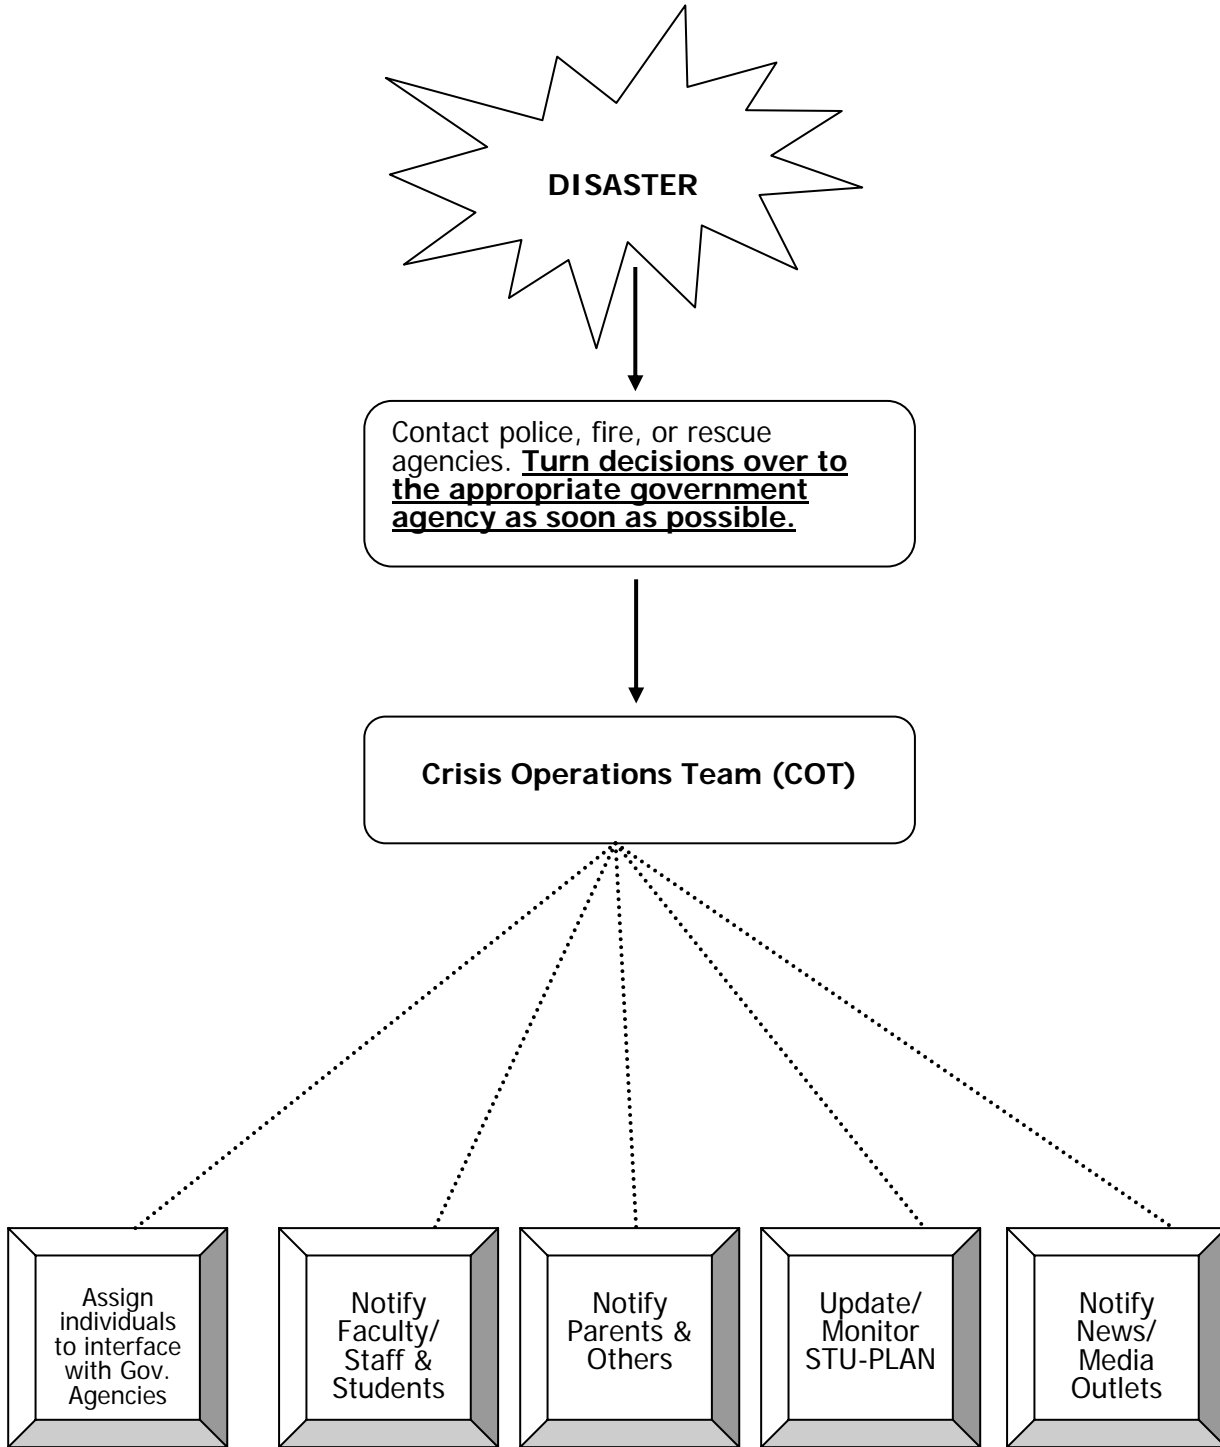 DISASTER
Contact police, fire, or rescue
agencies. Turn decisions over to
the appropriate government
agency as soon as possible.
Crisis Operations Team (COT)
Assign
individuals
to interface
with Gov.
Agencies
Notify
Faculty/
Staff &
Students
Notify
Parents &
Others
Update/
Monitor
STU-PLAN
Notify
News/
Media
Outlets